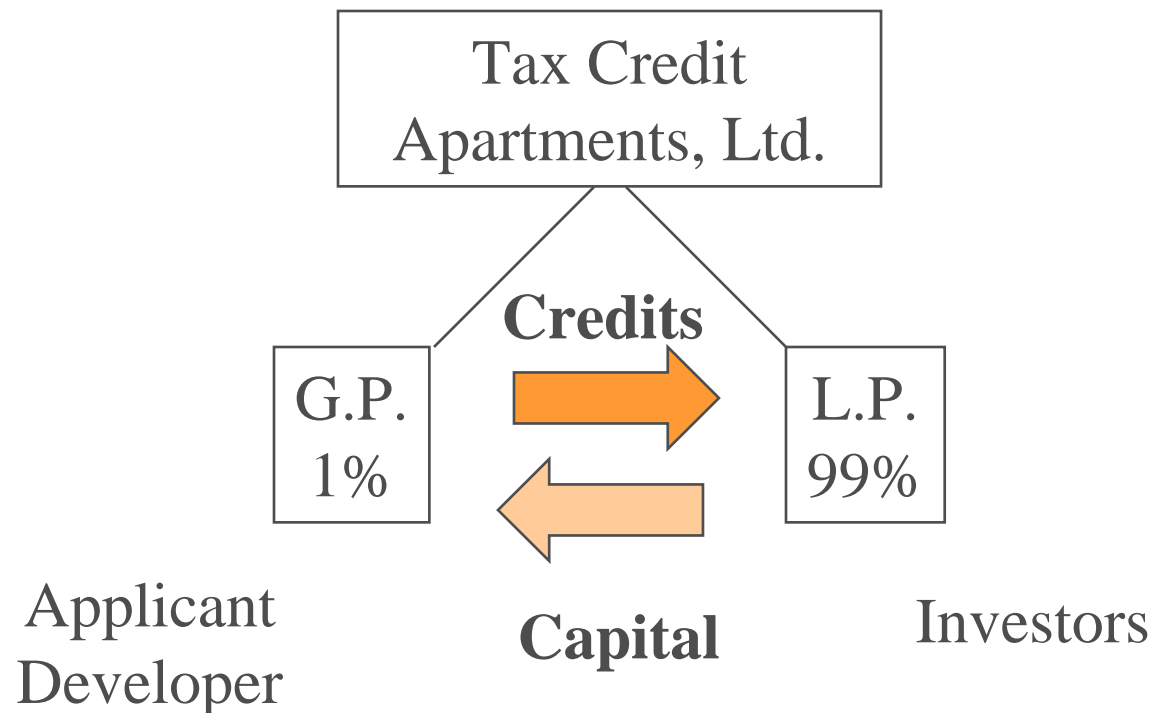 Tax Credit
Apartments, Ltd.
Credits
G.P.
1%
L.P.
99%
Applicant
Developer
Capital
Investors